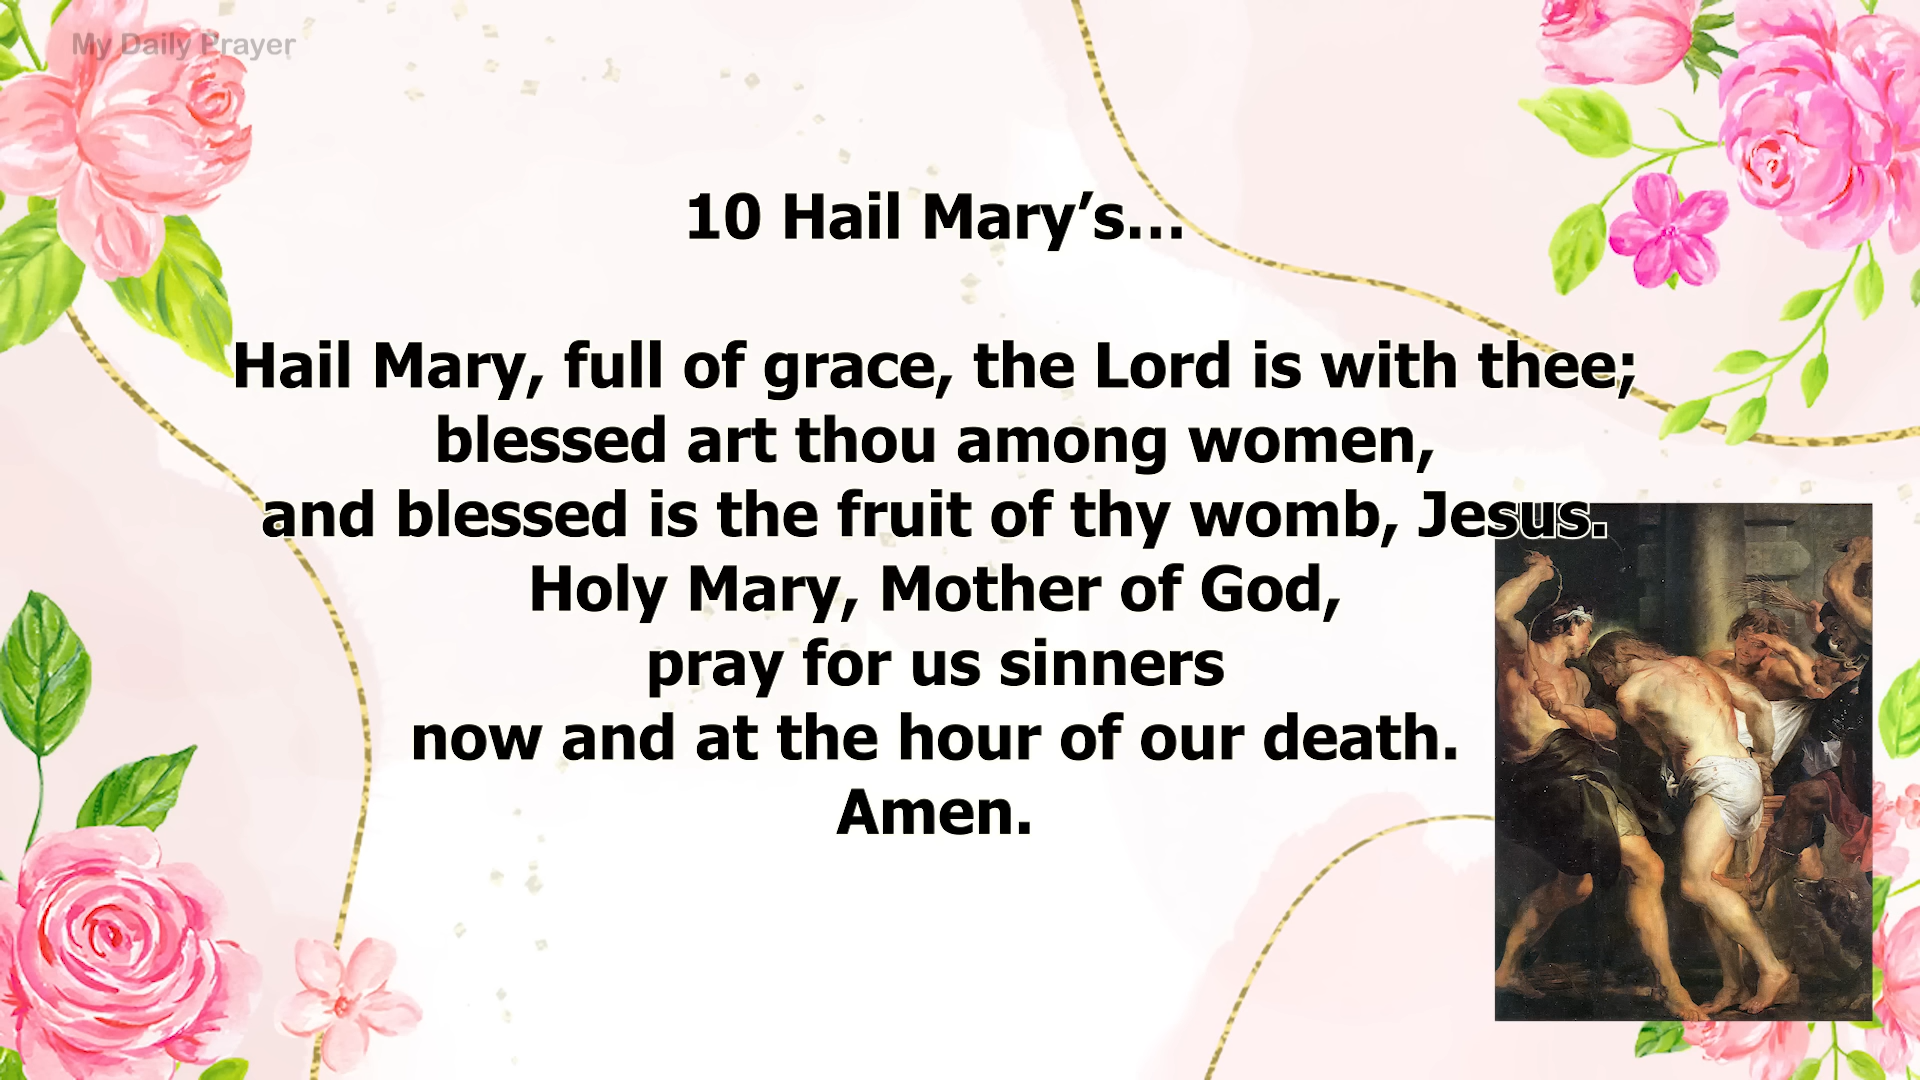 My Daily Prayer
10 Hail Mary’s...
Hail Mary, full of grace, the Lord is with thee;
blessed art thou among women,
and blessed is the fruit of thy womb, Jesus.
Holy Mary, Mother of God,
pray for us sinners
now and at the hour of our death.
Amen.